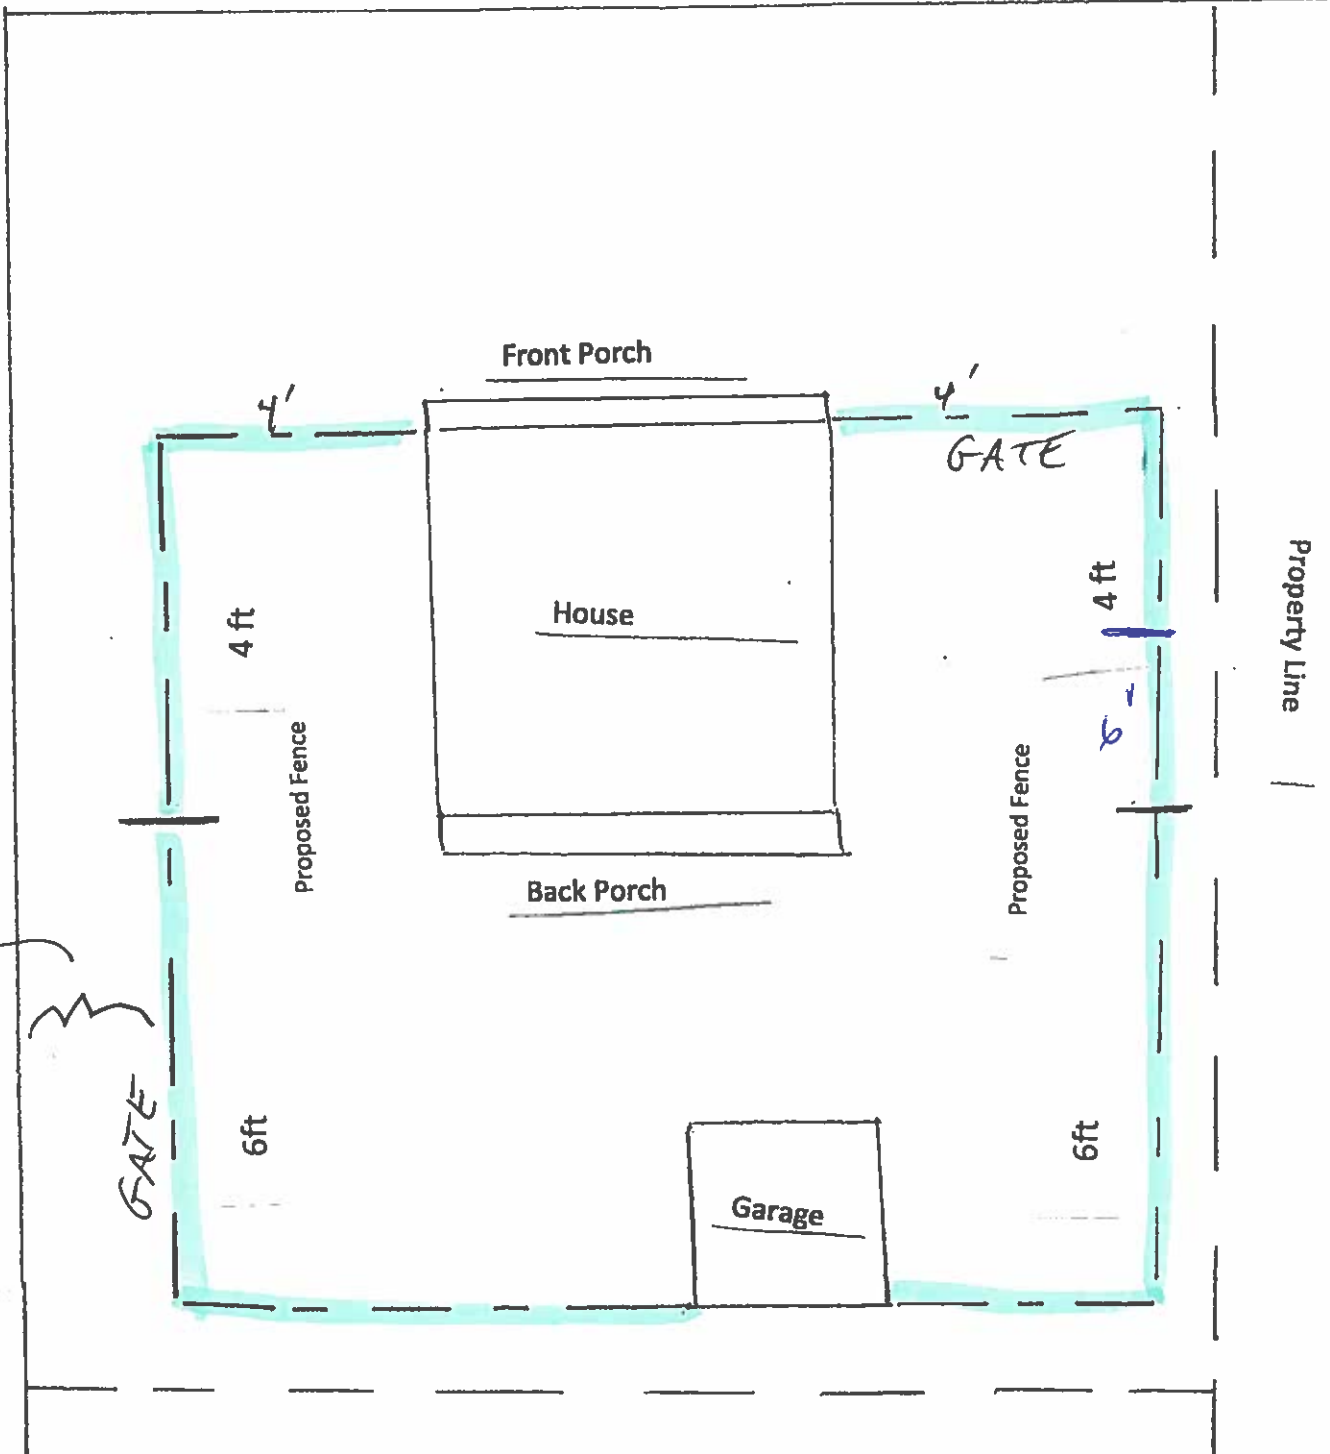 Front Porch
4'
4'
GATE
House
4 ft
4 ft
Property Line
6'
Proposed Fence
Proposed Fence
Back Porch
GATE
6ft
6ft
Garage